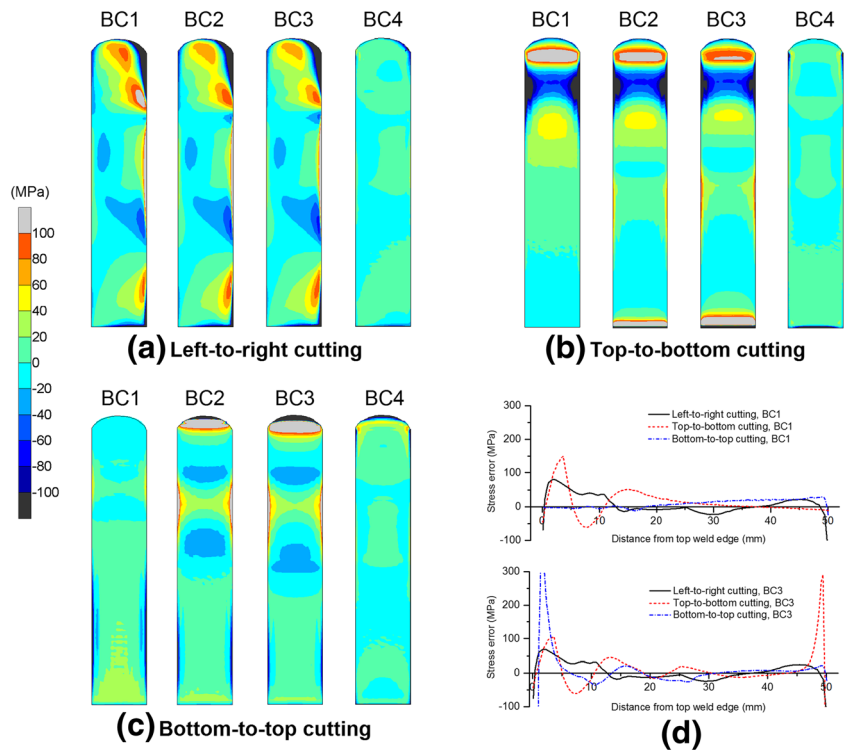 BC1 BC2 BC3 BC4
BC1 BC2 BC3 BC4
(MPa)
100
80
60
40
20
0
-20
-40
-60
-80
-100
(a) Left-to-right cutting
(b) Top-to-bottom cutting
BC1 BC2 BC3 BC4
(c) Bottom-to-top cutting
300
200
100
0
-100
Stress error (MPa)
Left-to-right cutting, BC1
Top-to-bottom cutting, BC1
Bottom-to-top cutting, BC1
0 10 20 30 40 50
Distance from top weld edge (mm)
300
200
100
0
-100
Stress error (MPa)
Left-to-right cutting, BC3
Top-to-bottom cutting, BC3
Bottom-to-top cutting, BC3
0 10 20 30 40 50
Distance from top weld edge (mm)
(d)